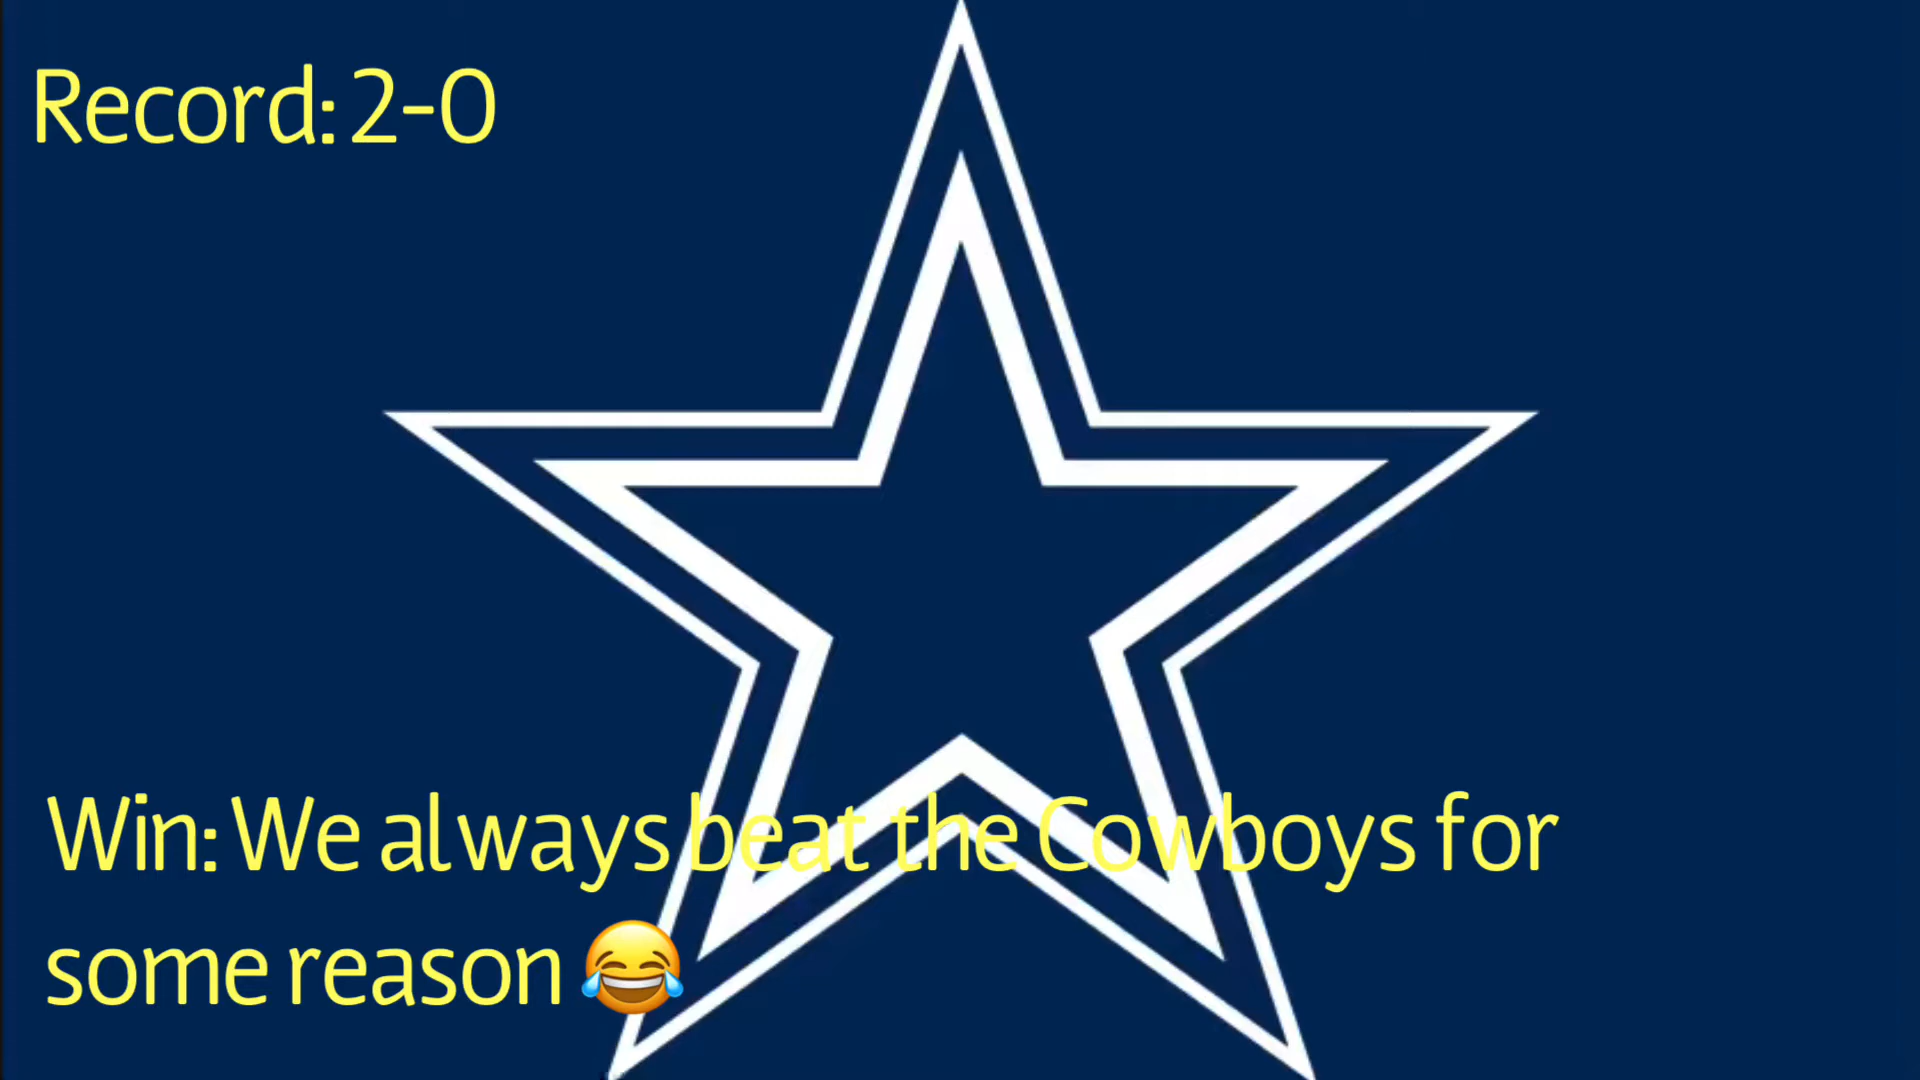 Record: 2-0
Win: We always beat the Cowboys for
some reason 😂